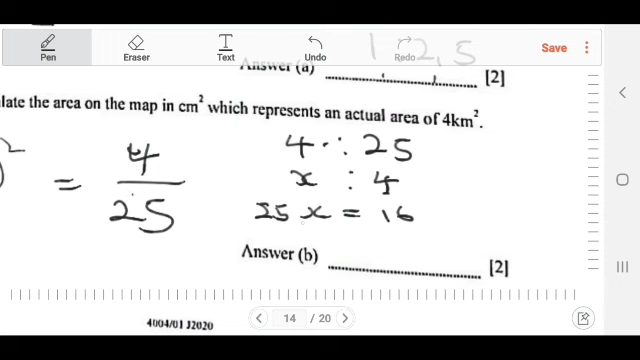 Pen Eraser Text Undo Redo Save
1 2,5
Answer (a) [2]
late the area on the map in cm² which represents an actual area of 4km².
)² = 4/25
4 : 25
x : 4
25 x = 16
Answer (b) [2]
14 / 20
4004/01 J2020